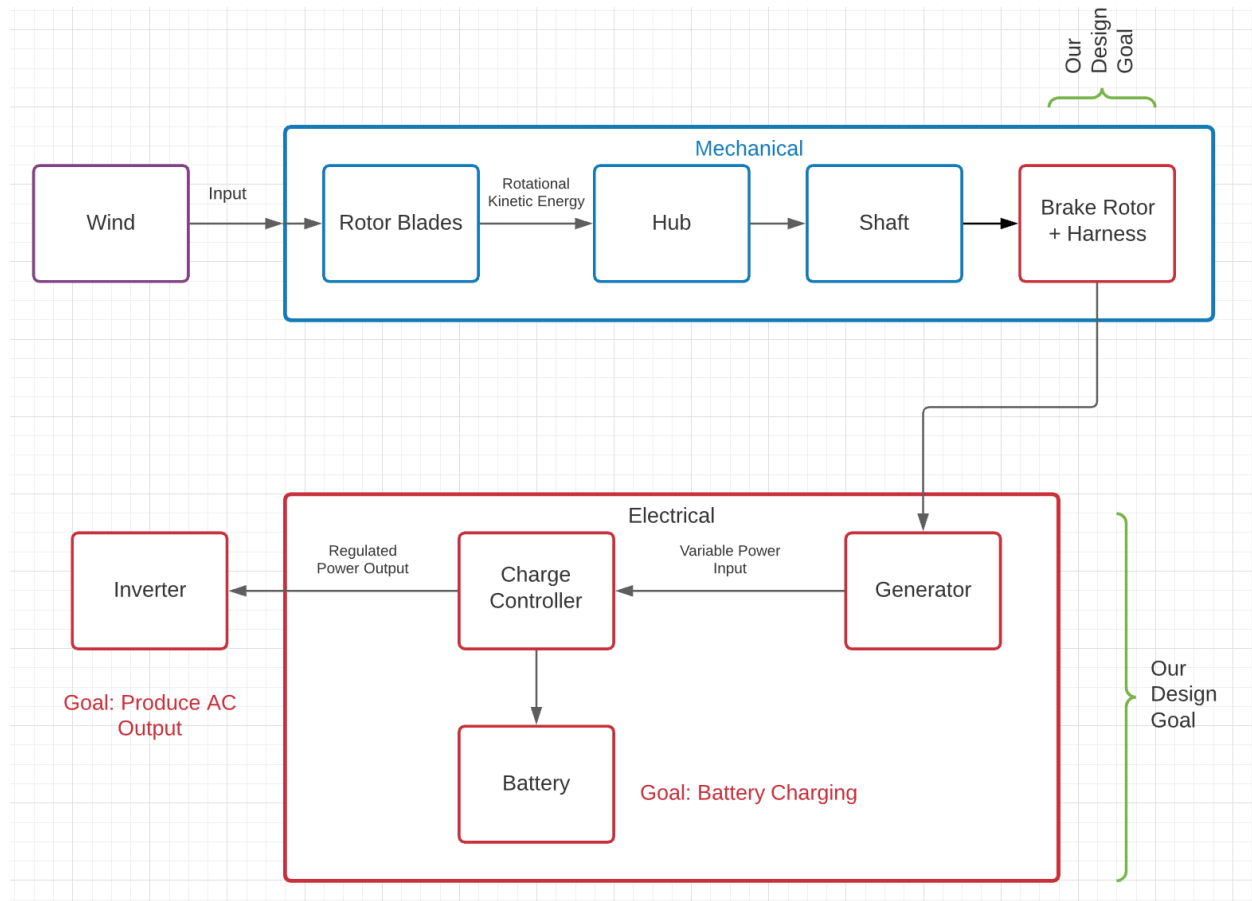 Our
Design
Goal
Mechanical
Wind
Input
Rotor Blades
Rotational
Kinetic Energy
Hub
Shaft
Brake Rotor
+ Harness
Electrical
Inverter
Regulated
Power Output
Charge
Controller
Variable Power
Input
Generator
Goal: Produce AC
Output
Battery
Goal: Battery Charging
Our
Design
Goal